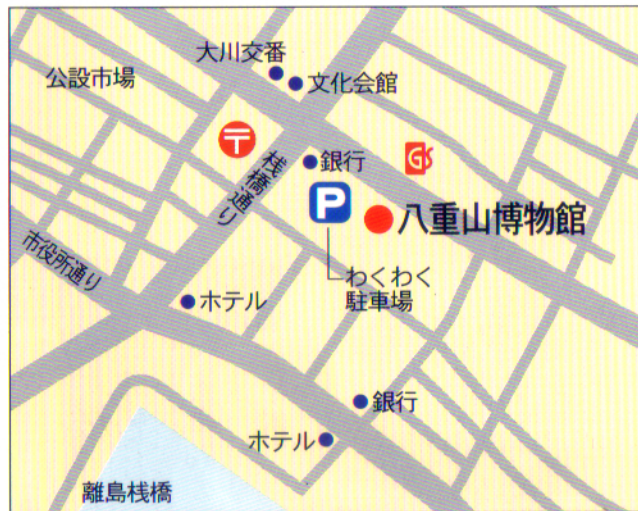 大川交番
公設市場
文化会館
〒
銀行
桟橋通り
P
八重山博物館
わくわく
駐車場
市役所通り
ホテル
銀行
ホテル
離島桟橋